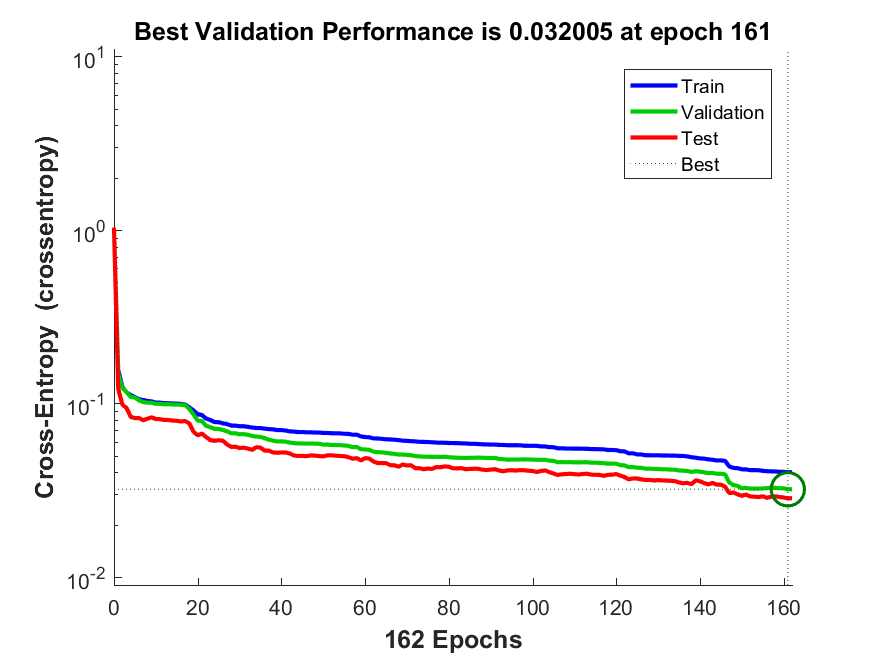 Best Validation Performance is 0.032005 at epoch 161
Cross-Entropy  (crossentropy)
10^1
10^0
10^-1
10^-2
Train
Validation
Test
Best
0 20 40 60 80 100 120 140 160
162 Epochs